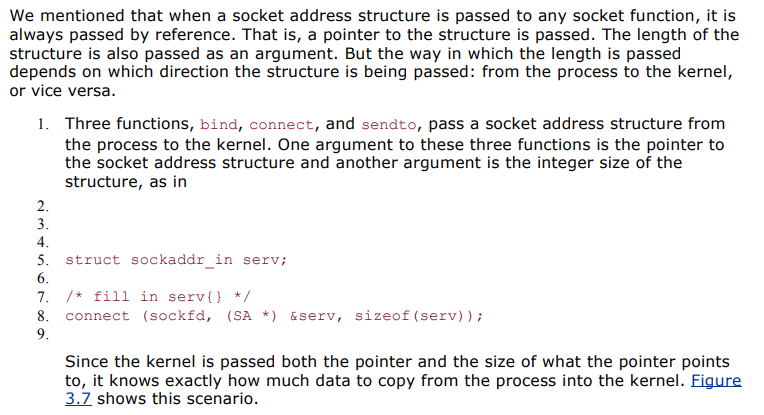 We mentioned that when a socket address structure is passed to any socket function, it is
always passed by reference. That is, a pointer to the structure is passed. The length of the
structure is also passed as an argument. But the way in which the length is passed
depends on which direction the structure is being passed: from the process to the kernel,
or vice versa.
1. Three functions, bind, connect, and sendto, pass a socket address structure from
the process to the kernel. One argument to these three functions is the pointer to
the socket address structure and another argument is the integer size of the
structure, as in
2.
3.
4.
5. struct sockaddr_in serv;
6.
7. /* fill in serv{} */
8. connect (sockfd, (SA *) &serv, sizeof(serv));
9.
Since the kernel is passed both the pointer and the size of what the pointer points
to, it knows exactly how much data to copy from the process into the kernel. Figure
3.7 shows this scenario.